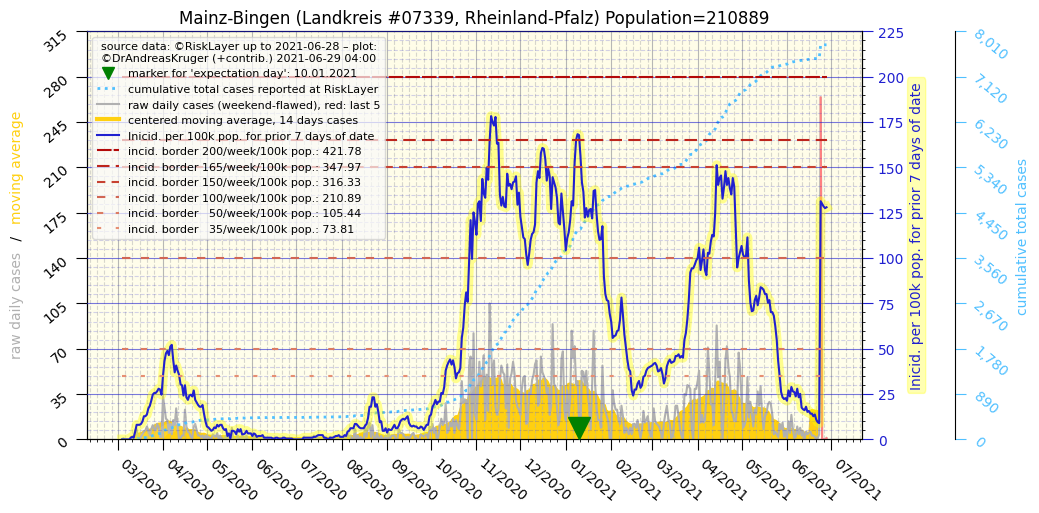 Mainz-Bingen (Landkreis #07339, Rheinland-Pfalz) Population=210889
source data: ©RiskLayer up to 2021-06-28 – plot:
©DrAndreasKruger (+contrib.) 2021-06-29 04:00
marker for 'expectation day': 10.01.2021
cumulative total cases reported at RiskLayer
raw daily cases (weekend-flawed), red: last 5
centered moving average, 14 days cases
Inicid. per 100k pop. for prior 7 days of date
incid. border 200/week/100k pop.: 421.78
incid. border 165/week/100k pop.: 347.97
incid. border 150/week/100k pop.: 316.33
incid. border 100/week/100k pop.: 210.89
incid. border 50/week/100k pop.: 105.44
incid. border 35/week/100k pop.: 73.81
raw daily cases / moving average
315
280
245
210
175
140
105
70
35
0
225
200
175
150
125
100
75
50
25
0
Inicid. per 100k pop. for prior 7 days of date
8,010
7,120
6,230
5,340
4,450
3,560
2,670
1,780
890
0
cumulative total cases
03/2020
04/2020
05/2020
06/2020
07/2020
08/2020
09/2020
10/2020
11/2020
12/2020
01/2021
02/2021
03/2021
04/2021
05/2021
06/2021
07/2021